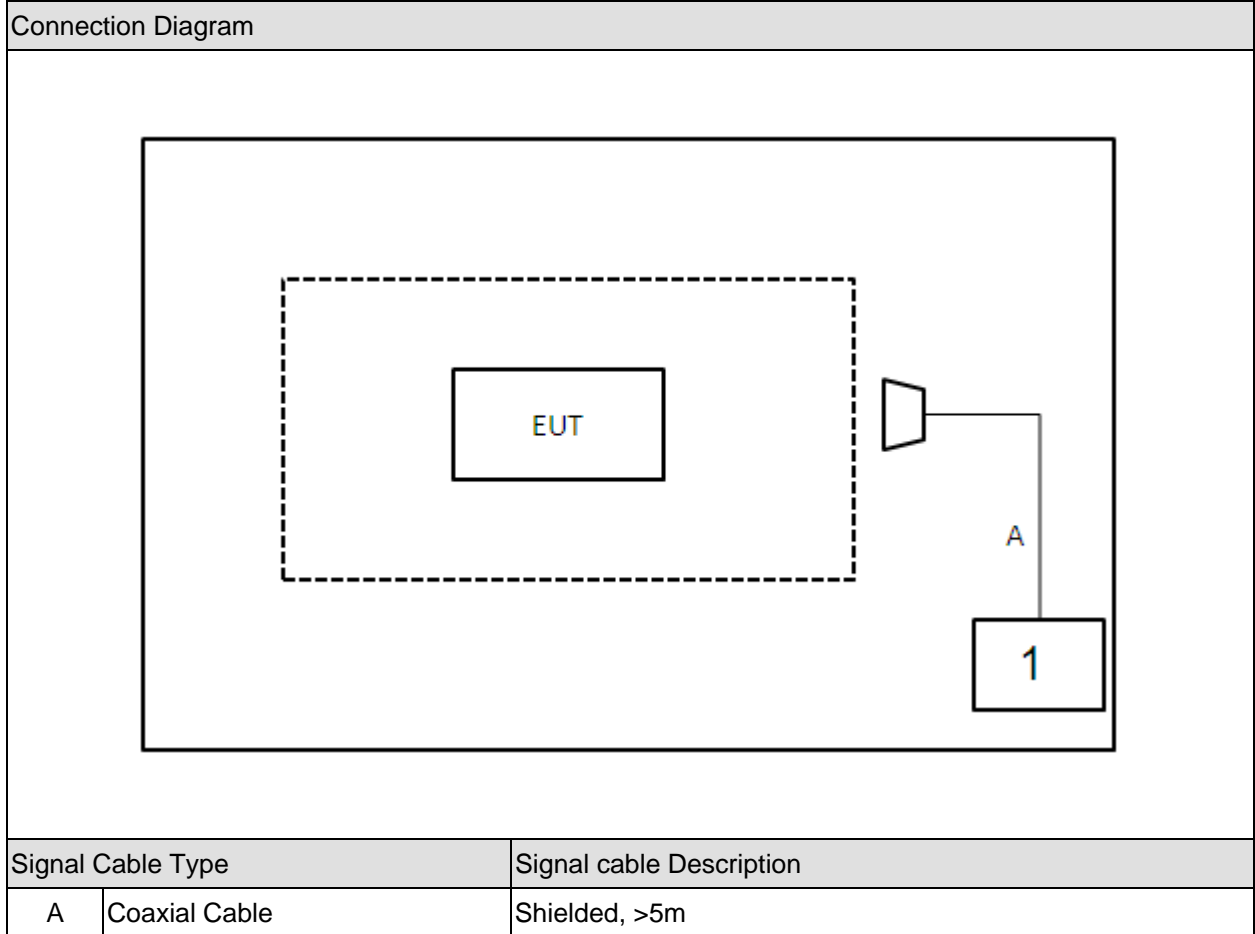 Connection Diagram
EUT
A
1
Signal Cable Type Signal cable Description
A Coaxial Cable Shielded, >5m